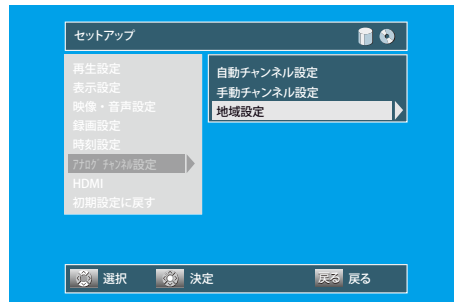 セットアップ
再生設定
表示設定
映像・音声設定
録画設定
時刻設定
ｱﾅﾛｸﾞ ﾁｬﾝﾈﾙ設定
HDMI
初期設定に戻す
自動チャンネル設定
手動チャンネル設定
地域設定
選択 決定 戻る 戻る